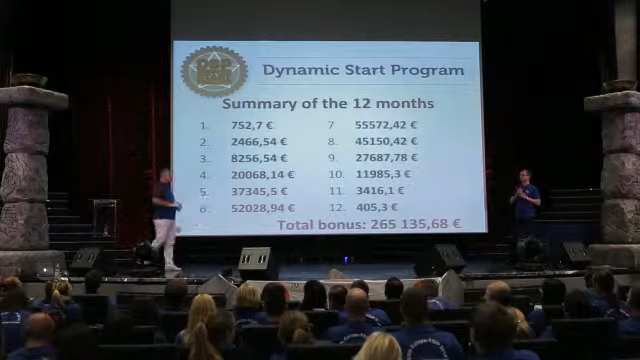 Dynamic Start Program
Summary of the 12 months
1. 752,7 €
2. 2466,54 €
3. 8256,54 €
4. 20068,14 €
5. 37345,5 €
6. 52028,94 €
7 55572,42 €
8. 45150,42 €
9. 27687,78 €
10. 11985,3 €
11. 3416,1 €
12. 405,3 €
Total bonus: 265 135,68 €